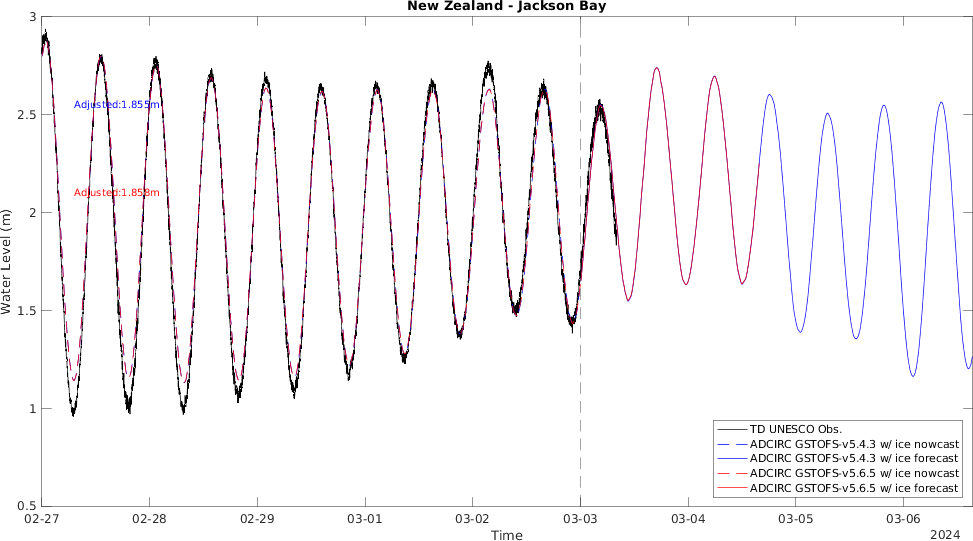 New Zealand - Jackson Bay
3
2.5
2
1.5
1
0.5
Water Level (m)
Adjusted:1.855m
Adjusted:1.858m
TD UNESCO Obs.
ADCIRC GSTOFS-v5.4.3 w/ ice nowcast
ADCIRC GSTOFS-v5.4.3 w/ ice forecast
ADCIRC GSTOFS-v5.6.5 w/ ice nowcast
ADCIRC GSTOFS-v5.6.5 w/ ice forecast
02-27 02-28 02-29 03-01 03-02 03-03 03-04 03-05 03-06
Time
2024